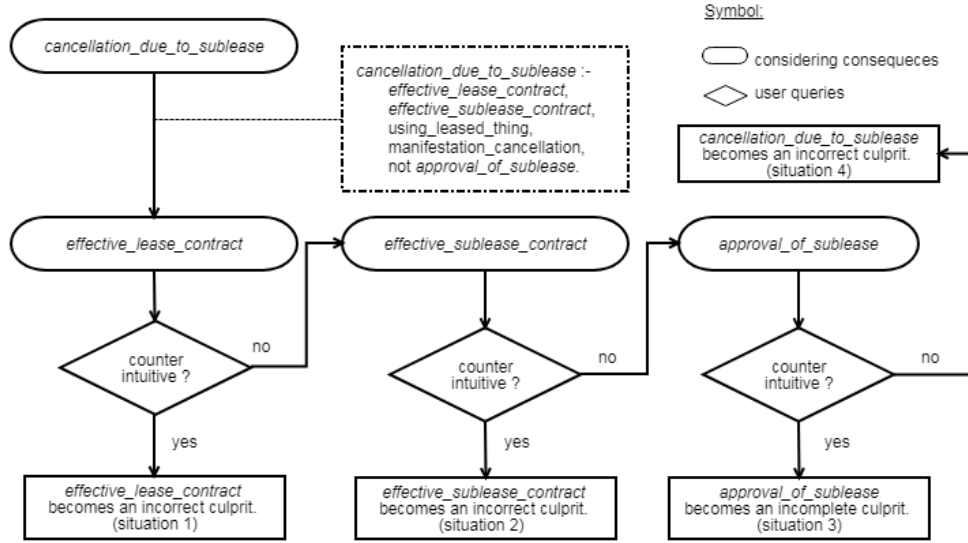 Symbol:
cancellation_due_to_sublease
considering consequeces
user queries
cancellation_due_to_sublease :-
effective_lease_contract,
effective_sublease_contract,
using_leased_thing,
manifestation_cancellation,
not approval_of_sublease.
cancellation_due_to_sublease
becomes an incorrect culprit.
(situation 4)
effective_lease_contract
effective_sublease_contract
approval_of_sublease
counter
intuitive ?
no
counter
intuitive ?
no
counter
intuitive ?
no
yes
yes
yes
effective_lease_contract
becomes an incorrect culprit.
(situation 1)
effective_sublease_contract
becomes an incorrect culprit.
(situation 2)
approval_of_sublease
becomes an incomplete culprit.
(situation 3)